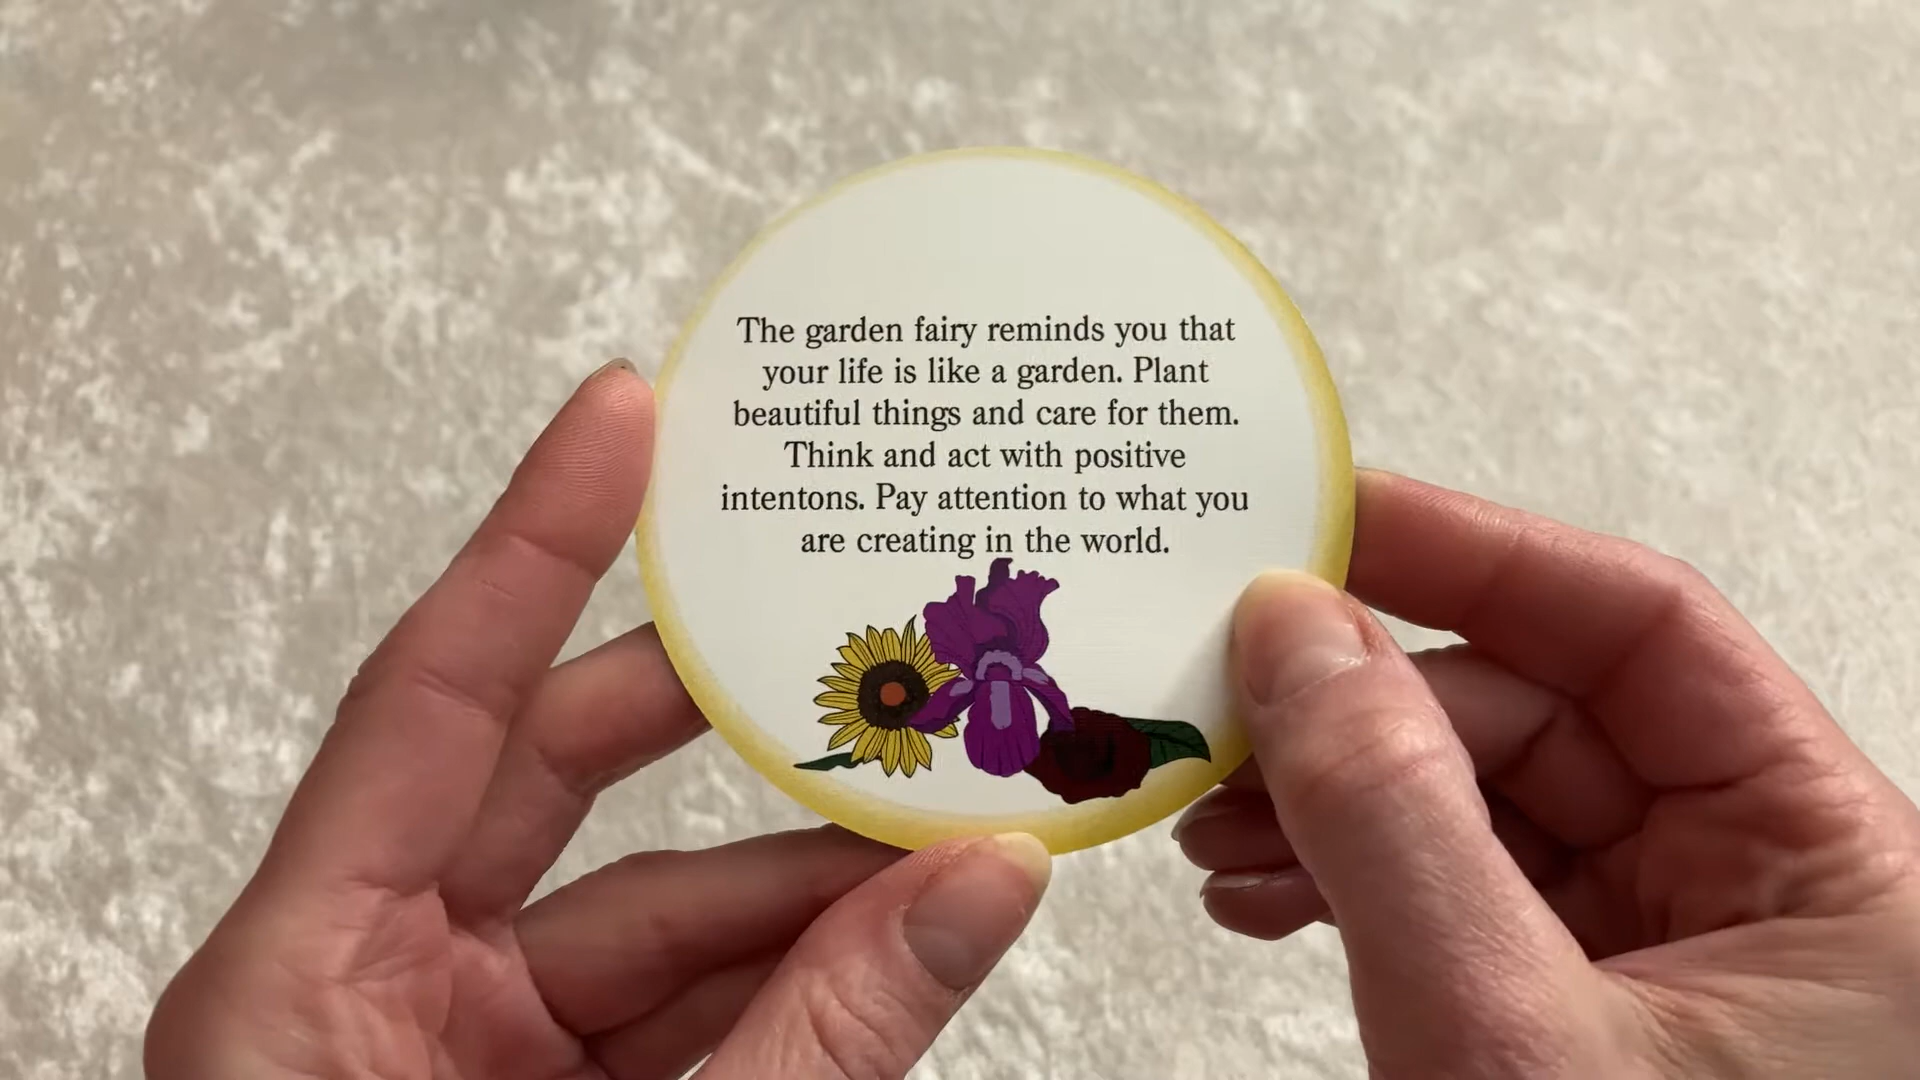 The garden fairy reminds you that
your life is like a garden. Plant
beautiful things and care for them.
Think and act with positive
intentons. Pay attention to what you
are creating in the world.